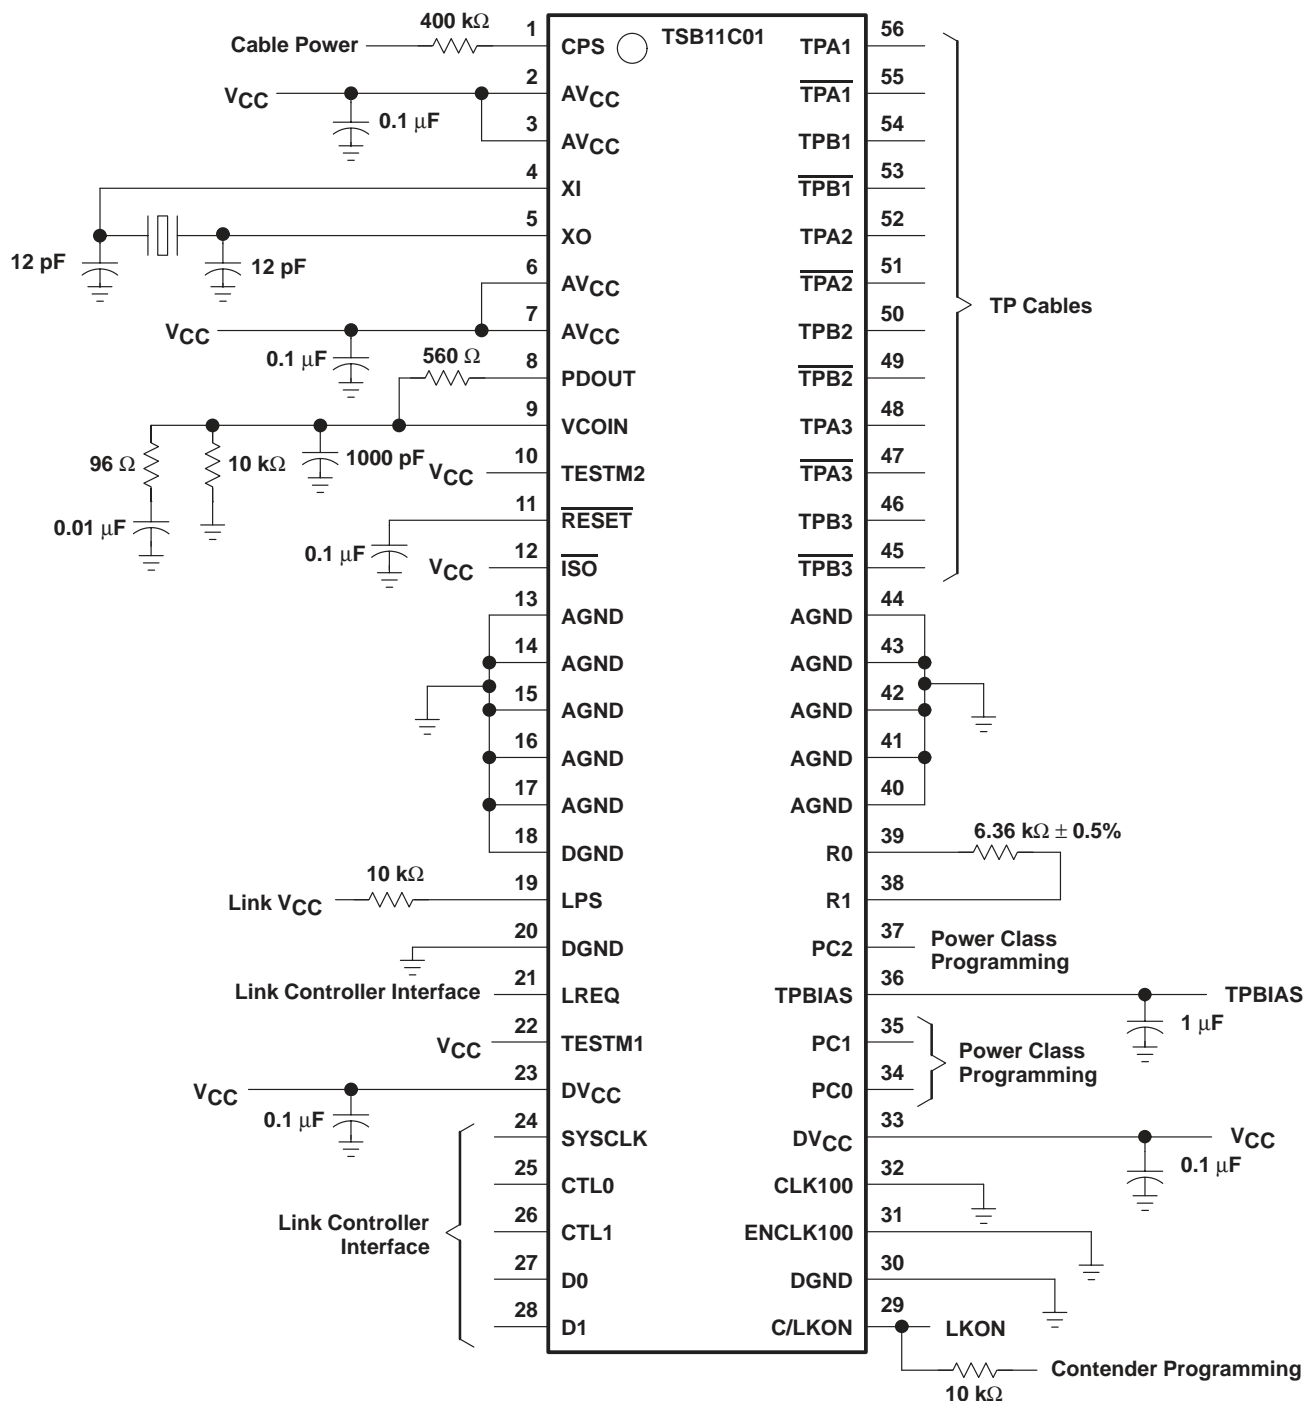 TSB11C01
400 kΩ
Cable Power
1 CPS
2 AVCC
VCC
0.1 μF
3 AVCC
4 XI
5 XO
12 pF
12 pF
6 AVCC
7 AVCC
VCC
0.1 μF
560 Ω
8 PDOUT
9 VCOIN
96 Ω
10 kΩ
1000 pF
0.01 μF
10 TESTM2
VCC
11 RESET
0.1 μF
12 ISO
VCC
13 AGND
14 AGND
15 AGND
16 AGND
17 AGND
18 DGND
10 kΩ
Link VCC
19 LPS
20 DGND
Link Controller Interface
21 LREQ
VCC
22 TESTM1
VCC
23 DVCC
0.1 μF
24 SYSCLK
25 CTL0
26 CTL1
27 D0
28 D1
Link Controller
Interface
TPA1 56
TPA1 55
TPB1 54
TPB1 53
TPA2 52
TPA2 51
TPB2 50
TPB2 49
TPA3 48
TPA3 47
TPB3 46
TPB3 45
TP Cables
AGND 44
AGND 43
AGND 42
AGND 41
AGND 40
R0 39
6.36 kΩ ± 0.5%
R1 38
PC2 37
Power Class
Programming
TPBIAS 36
TPBIAS
1 μF
PC1 35
PC0 34
Power Class
Programming
DVCC 33
VCC
0.1 μF
CLK100 32
ENCLK100 31
DGND 30
C/LKON 29
LKON
10 kΩ
Contender Programming